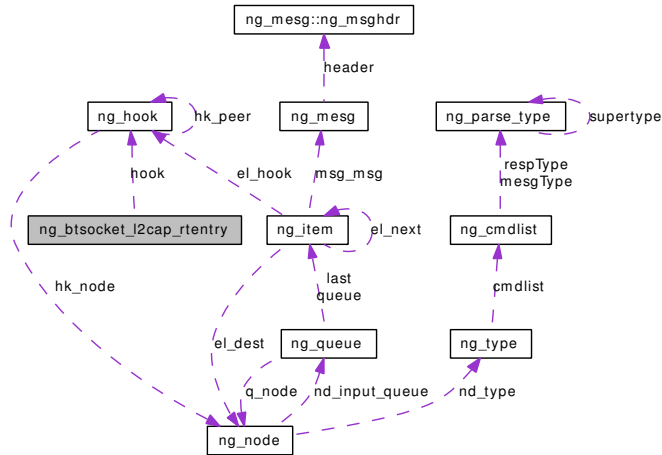 ng_mesg::ng_msghdr
header
ng_hook
hk_peer
ng_mesg
ng_parse_type
supertype
hook
el_hook
msg_msg
respType
mesgType
ng_btsocket_l2cap_rtentry
ng_item
el_next
ng_cmdlist
hk_node
last
queue
cmdlist
el_dest
ng_queue
ng_type
q_node
nd_input_queue
nd_type
ng_node